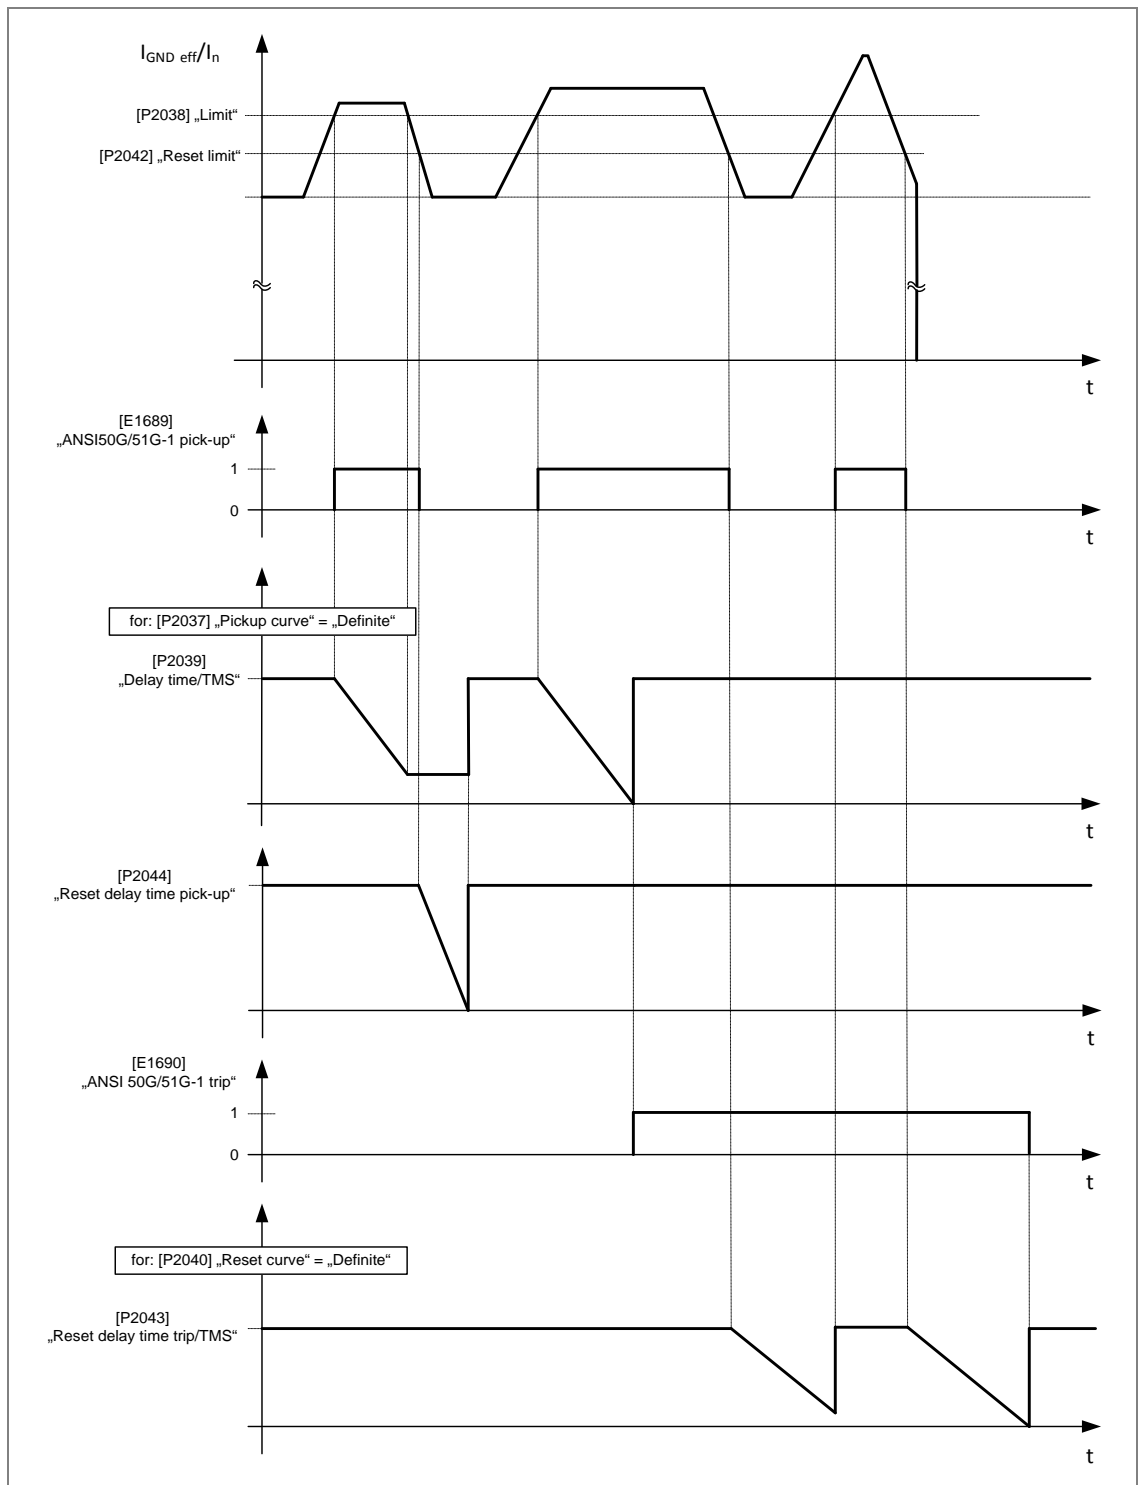 I GND eff/In
[P2038] „Limit“
[P2042] „Reset limit“
t
[E1689]
„ANSI50G/51G-1 pick-up“
1
0
t
for: [P2037] „Pickup curve“ = „Definite“
[P2039]
„Delay time/TMS“
t
[P2044]
„Reset delay time pick-up“
t
[E1690]
„ANSI 50G/51G-1 trip“
1
0
t
for: [P2040] „Reset curve“ = „Definite“
[P2043]
„Reset delay time trip/TMS“
t